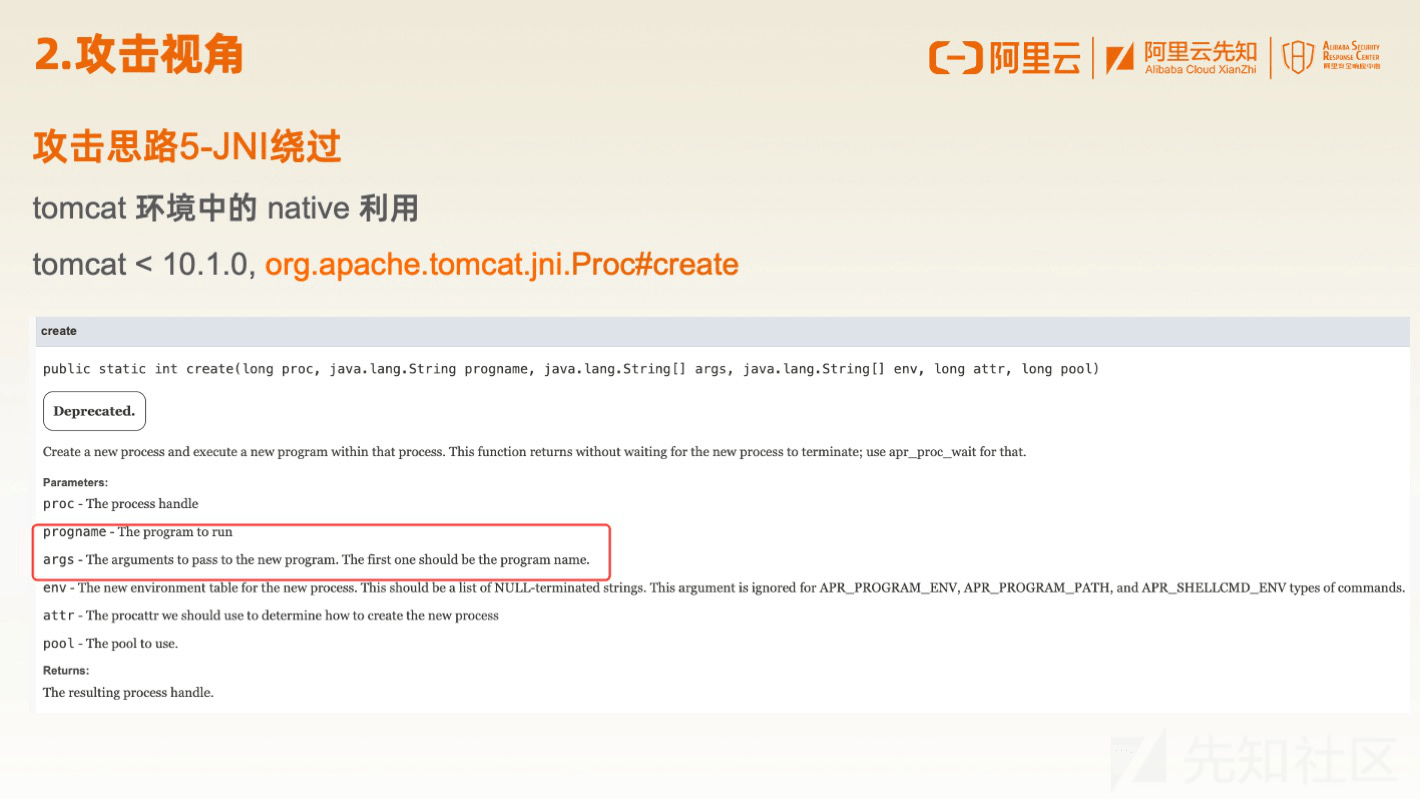 2.攻击视角
阿里云
阿里云先知
Alibaba Cloud XianZhi
ALIBABA SECURITY
RESPONSE CENTER
阿里安全响应中心
攻击思路5-JNI绕过
tomcat 环境中的 native 利用
tomcat < 10.1.0, org.apache.tomcat.jni.Proc#create
create
public static int create(long proc, java.lang.String progname, java.lang.String[] args, java.lang.String[] env, long attr, long pool)
Deprecated.
Create a new process and execute a new program within that process. This function returns without waiting for the new process to terminate; use apr_proc_wait for that.
Parameters:
proc - The process handle
progname - The program to run
args - The arguments to pass to the new program. The first one should be the program name.
env - The new environment table for the new process. This should be a list of NULL-terminated strings. This argument is ignored for APR_PROGRAM_ENV, APR_PROGRAM_PATH, and APR_SHELLCMD_ENV types of commands.
attr - The procattr we should use to determine how to create the new process
pool - The pool to use.
Returns:
The resulting process handle.
先知社区